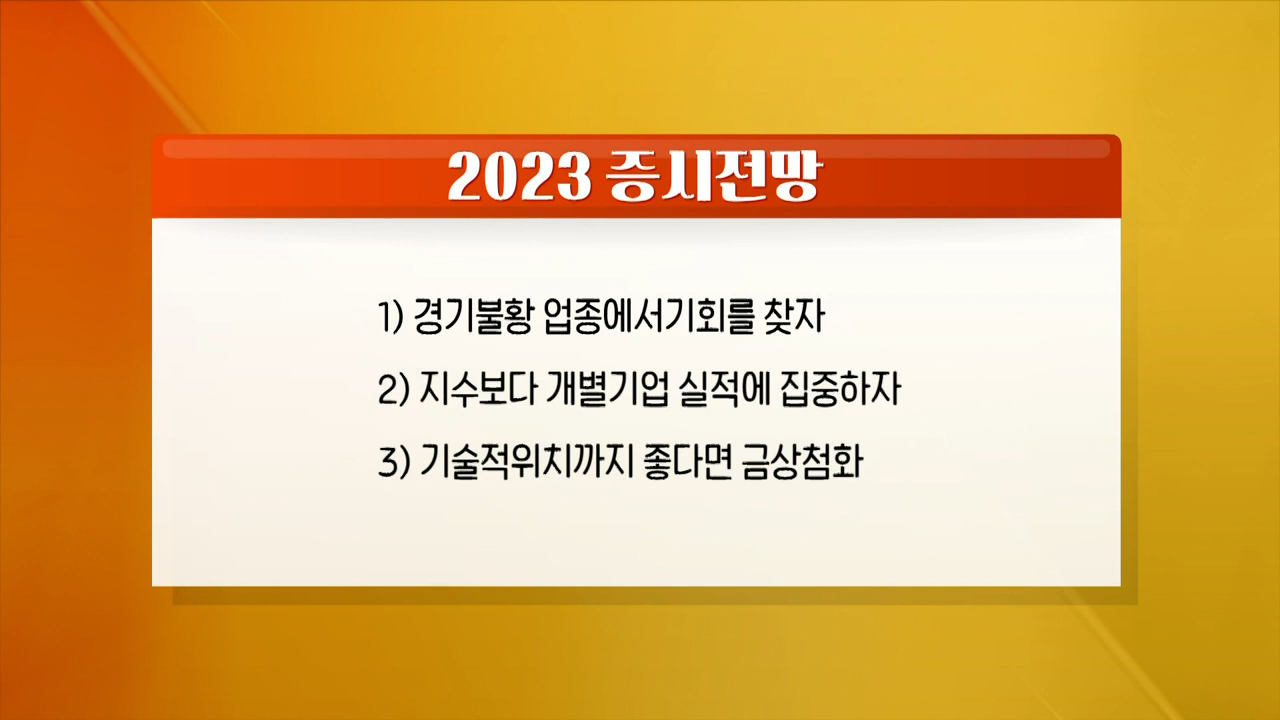 2023 증시전망
1) 경기불황 업종에서기회를 찾자
2) 지수보다 개별기업 실적에 집중하자
3) 기술적위치까지 좋다면 금상첨화